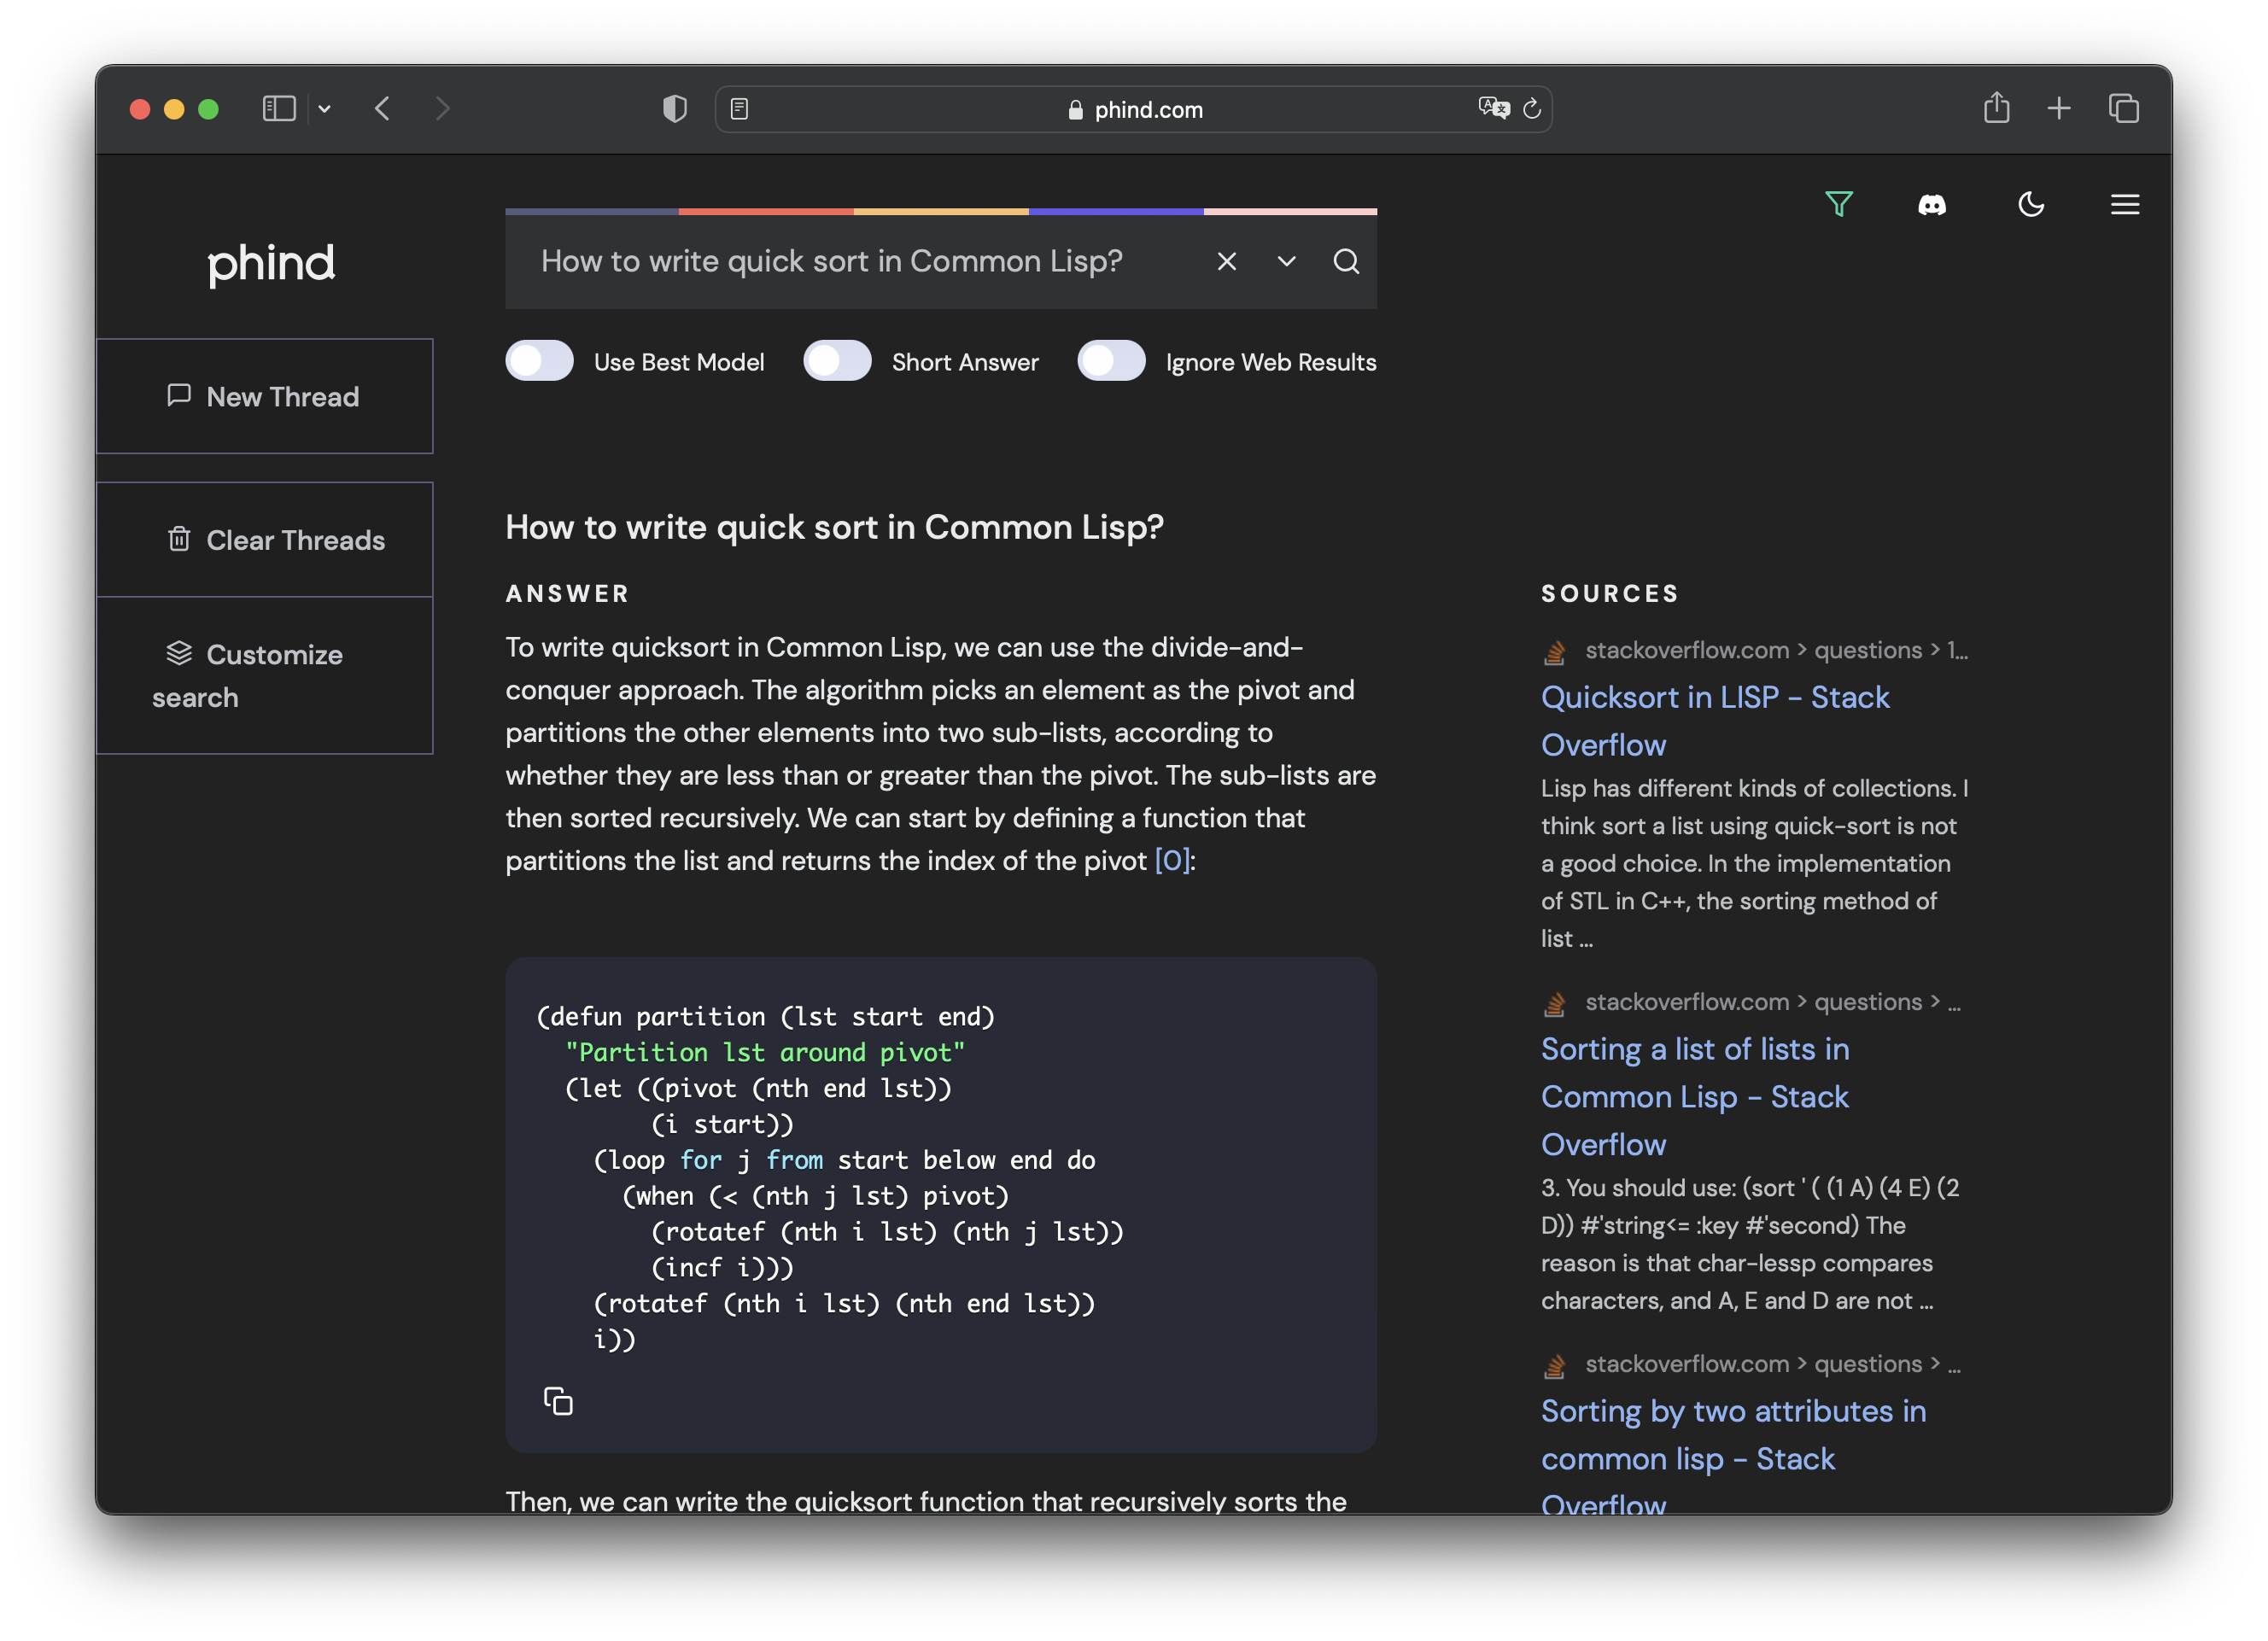 phind.com
phind
How to write quick sort in Common Lisp?
Use Best Model
Short Answer
Ignore Web Results
New Thread
Clear Threads
Customize
search
How to write quick sort in Common Lisp?
ANSWER
To write quicksort in Common Lisp, we can use the divide-and-
conquer approach. The algorithm picks an element as the pivot and
partitions the other elements into two sub-lists, according to
whether they are less than or greater than the pivot. The sub-lists are
then sorted recursively. We can start by defining a function that
partitions the list and returns the index of the pivot [0]:
(defun partition (lst start end)
"Partition lst around pivot"
(let ((pivot (nth end lst))
(i start))
(loop for j from start below end do
(when (< (nth j lst) pivot)
(rotatef (nth i lst) (nth j lst))
(incf i)))
(rotatef (nth i lst) (nth end lst))
i))
Then, we can write the quicksort function that recursively sorts the
SOURCES
stackoverflow.com > questions > 1...
Quicksort in LISP - Stack
Overflow
Lisp has different kinds of collections. I
think sort a list using quick-sort is not
a good choice. In the implementation
of STL in C++, the sorting method of
list ...
stackoverflow.com > questions > ...
Sorting a list of lists in
Common Lisp - Stack
Overflow
3. You should use: (sort ' ( (1 A) (4 E) (2
D)) #'string<= :key #'second) The
reason is that char-lessp compares
characters, and A, E and D are not ...
stackoverflow.com > questions > ...
Sorting by two attributes in
common lisp - Stack
Overflow